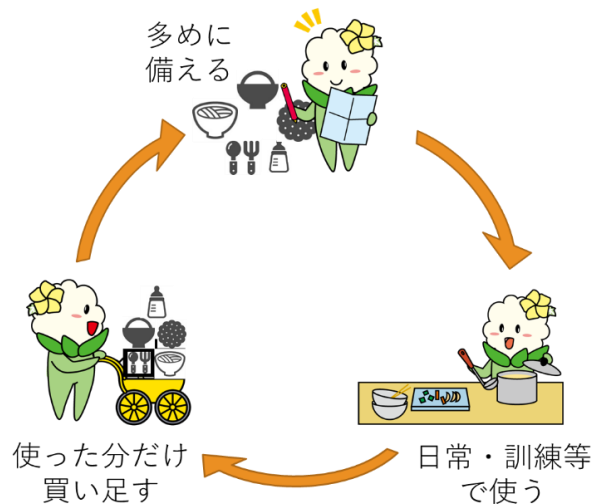 多めに
備える
日常・訓練等
で使う
使った分だけ
買い足す